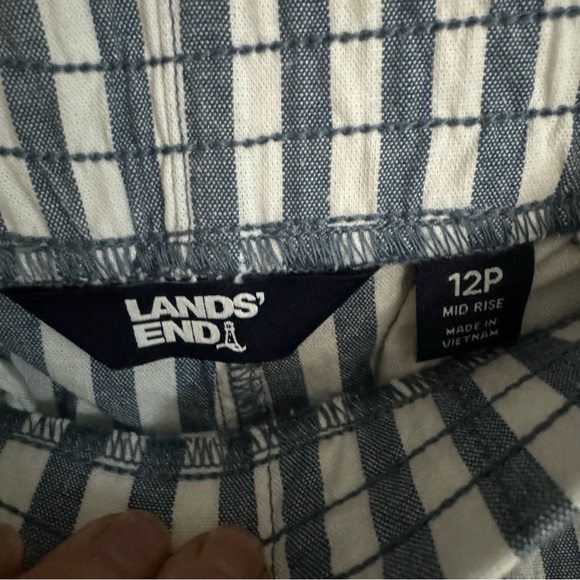 LANDS'
END
12P
MID RISE
MADE IN
VIETNAM